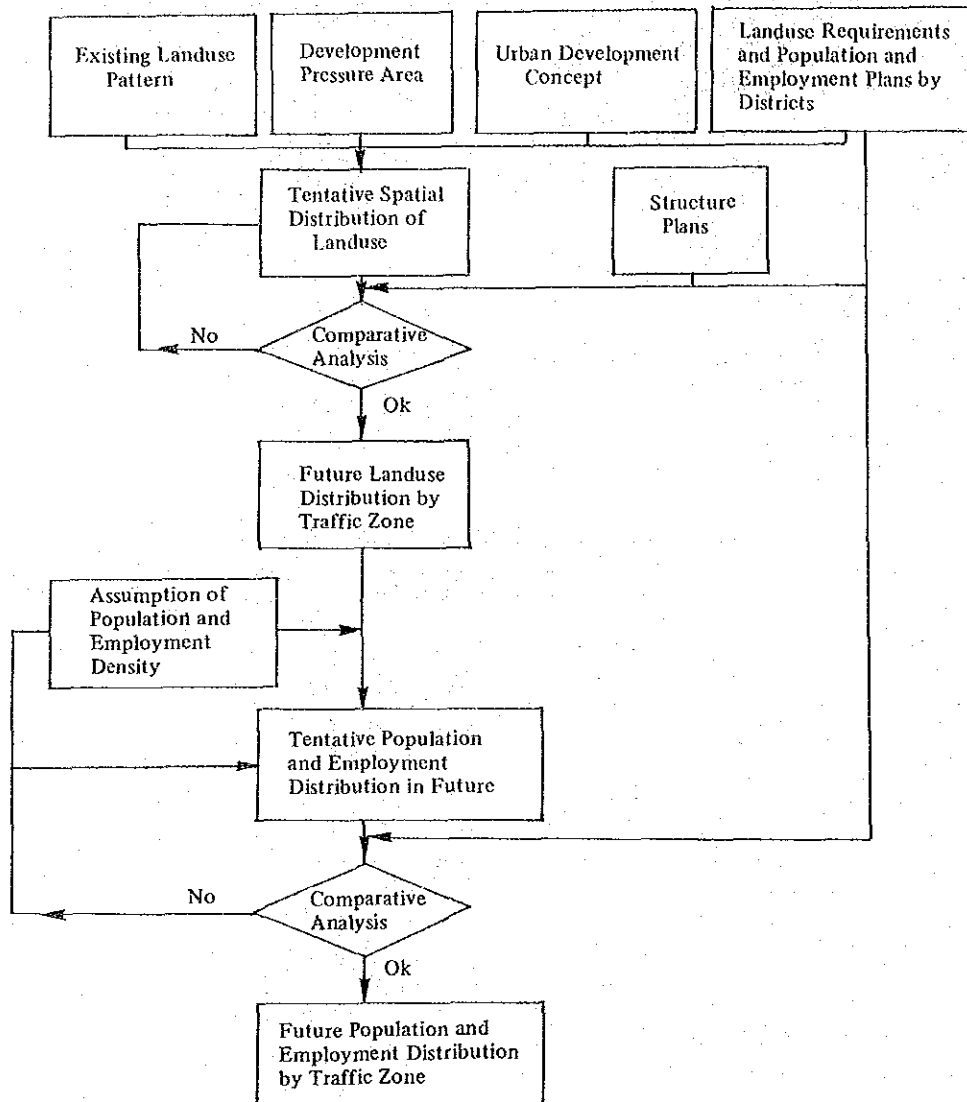 Existing Landuse
Pattern
Development
Pressure Area
Urban Development
Concept
Landuse Requirements
and Population and
Employment Plans by
Districts
Tentative Spatial
Distribution of
Landuse
Structure
Plans
No
Comparative
Analysis
Ok
Future Landuse
Distribution by
Traffic Zone
Assumption of
Population and
Employment
Density
Tentative Population
and Employment
Distribution in Future
No
Comparative
Analysis
Ok
Future Population and
Employment Distribution
by Traffic Zone